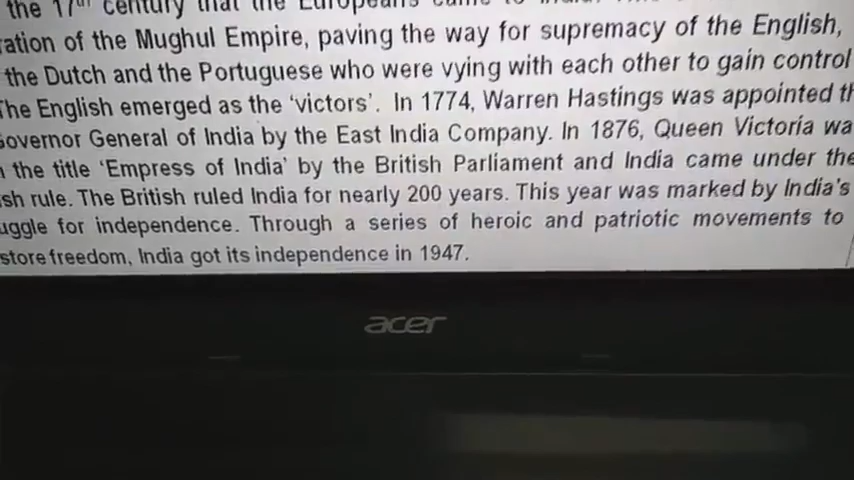 the 17th century that the Europeans came to India.
ration of the Mughul Empire, paving the way for supremacy of the English,
the Dutch and the Portuguese who were vying with each other to gain control
The English emerged as the ‘victors’. In 1774, Warren Hastings was appointed th
Governor General of India by the East India Company. In 1876, Queen Victoria wa
the title ‘Empress of India’ by the British Parliament and India came under the
sh rule. The British ruled India for nearly 200 years. This year was marked by India's
uggle for independence. Through a series of heroic and patriotic movements to
store freedom, India got its independence in 1947.
acer